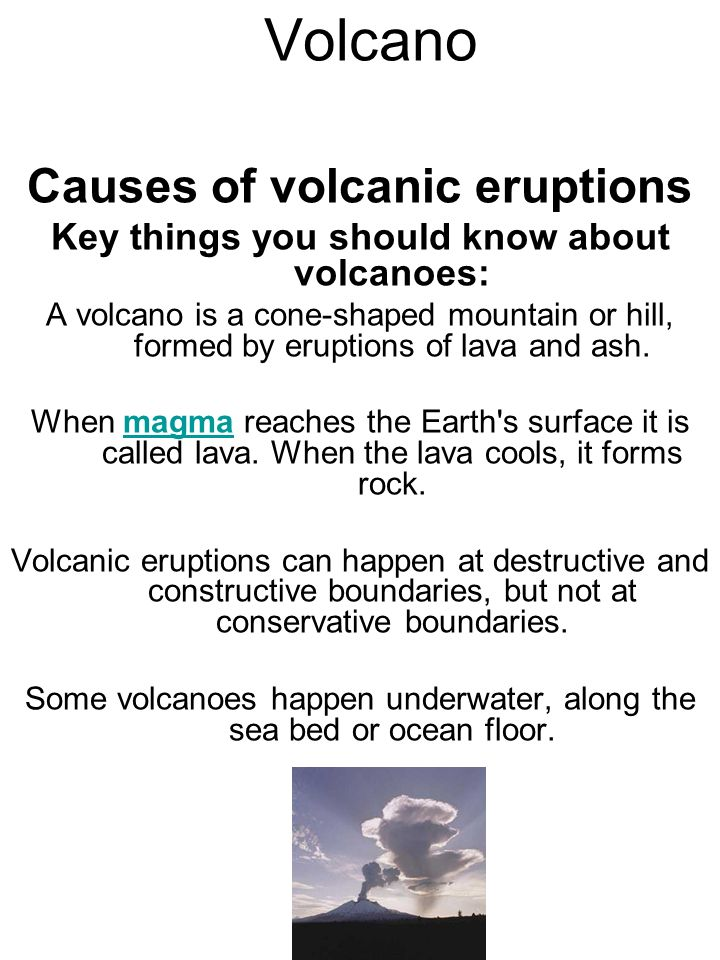 Volcano
Causes of volcanic eruptions
Key things you should know about
volcanoes:
A volcano is a cone-shaped mountain or hill,
formed by eruptions of lava and ash.
When magma reaches the Earth's surface it is
called lava. When the lava cools, it forms
rock.
Volcanic eruptions can happen at destructive and
constructive boundaries, but not at
conservative boundaries.
Some volcanoes happen underwater, along the
sea bed or ocean floor.